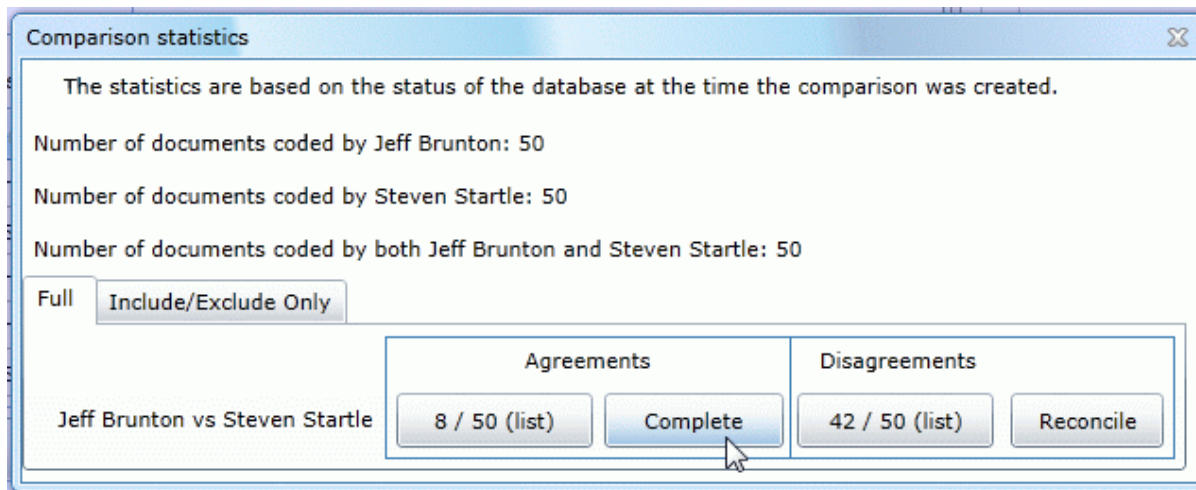 Comparison statistics
The statistics are based on the status of the database at the time the comparison was created.
Number of documents coded by Jeff Brunton: 50
Number of documents coded by Steven Startle: 50
Number of documents coded by both Jeff Brunton and Steven Startle: 50
Full Include/Exclude Only
Agreements Disagreements
Jeff Brunton vs Steven Startle 8 / 50 (list) Complete 42 / 50 (list) Reconcile